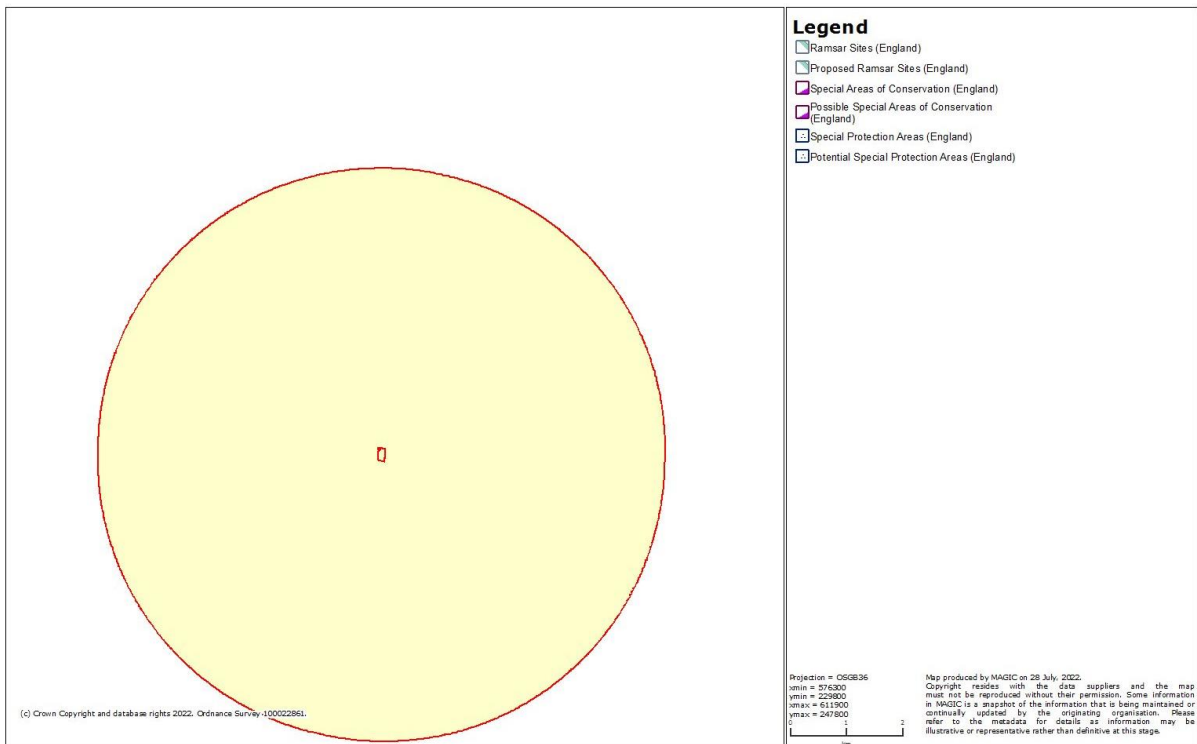 Legend
Ramsar Sites (England)
Proposed Ramsar Sites (England)
Special Areas of Conservation (England)
Possible Special Areas of Conservation
(England)
Special Protection Areas (England)
Potential Special Protection Areas (England)
(c) Crown Copyright and database rights 2022. Ordnance Survey 100022861.
Projection = OSGB36
xmin = 576300
ymin = 229800
xmax = 611900
ymax = 247800
0 1 2
Map produced by MAGIC on 28 July, 2022.
Copyright resides with the data suppliers and the map
must not be reproduced without their permission. Some information
in MAGIC is a snapshot of the information that is being maintained or
continually updated by the originating organisation. Please
refer to the metadata for details as information may be
illustrative or representative rather than definitive at this stage.